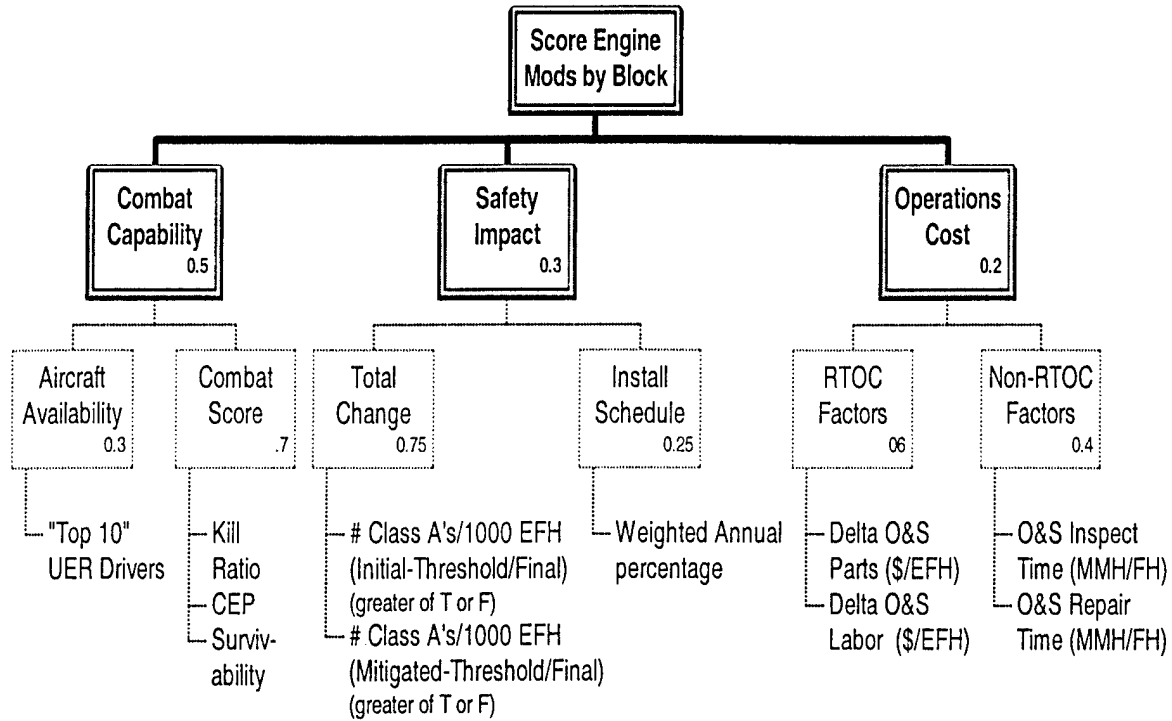 Score Engine
Mods by Block
Combat
Capability
0.5
Safety
Impact
0.3
Operations
Cost
0.2
Aircraft
Availability
0.3
Combat
Score
.7
Total
Change
0.75
Install
Schedule
0.25
RTOC
Factors
06
Non-RTOC
Factors
0.4
"Top 10"
UER Drivers
Kill
Ratio
CEP
Surviv-
ability
# Class A's/1000 EFH
(Initial-Threshold/Final)
(greater of T or F)
# Class A's/1000 EFH
(Mitigated-Threshold/Final)
(greater of T or F)
Weighted Annual
percentage
Delta O&S
Parts ($/EFH)
Delta O&S
Labor ($/EFH)
O&S Inspect
Time (MMH/FH)
O&S Repair
Time (MMH/FH)